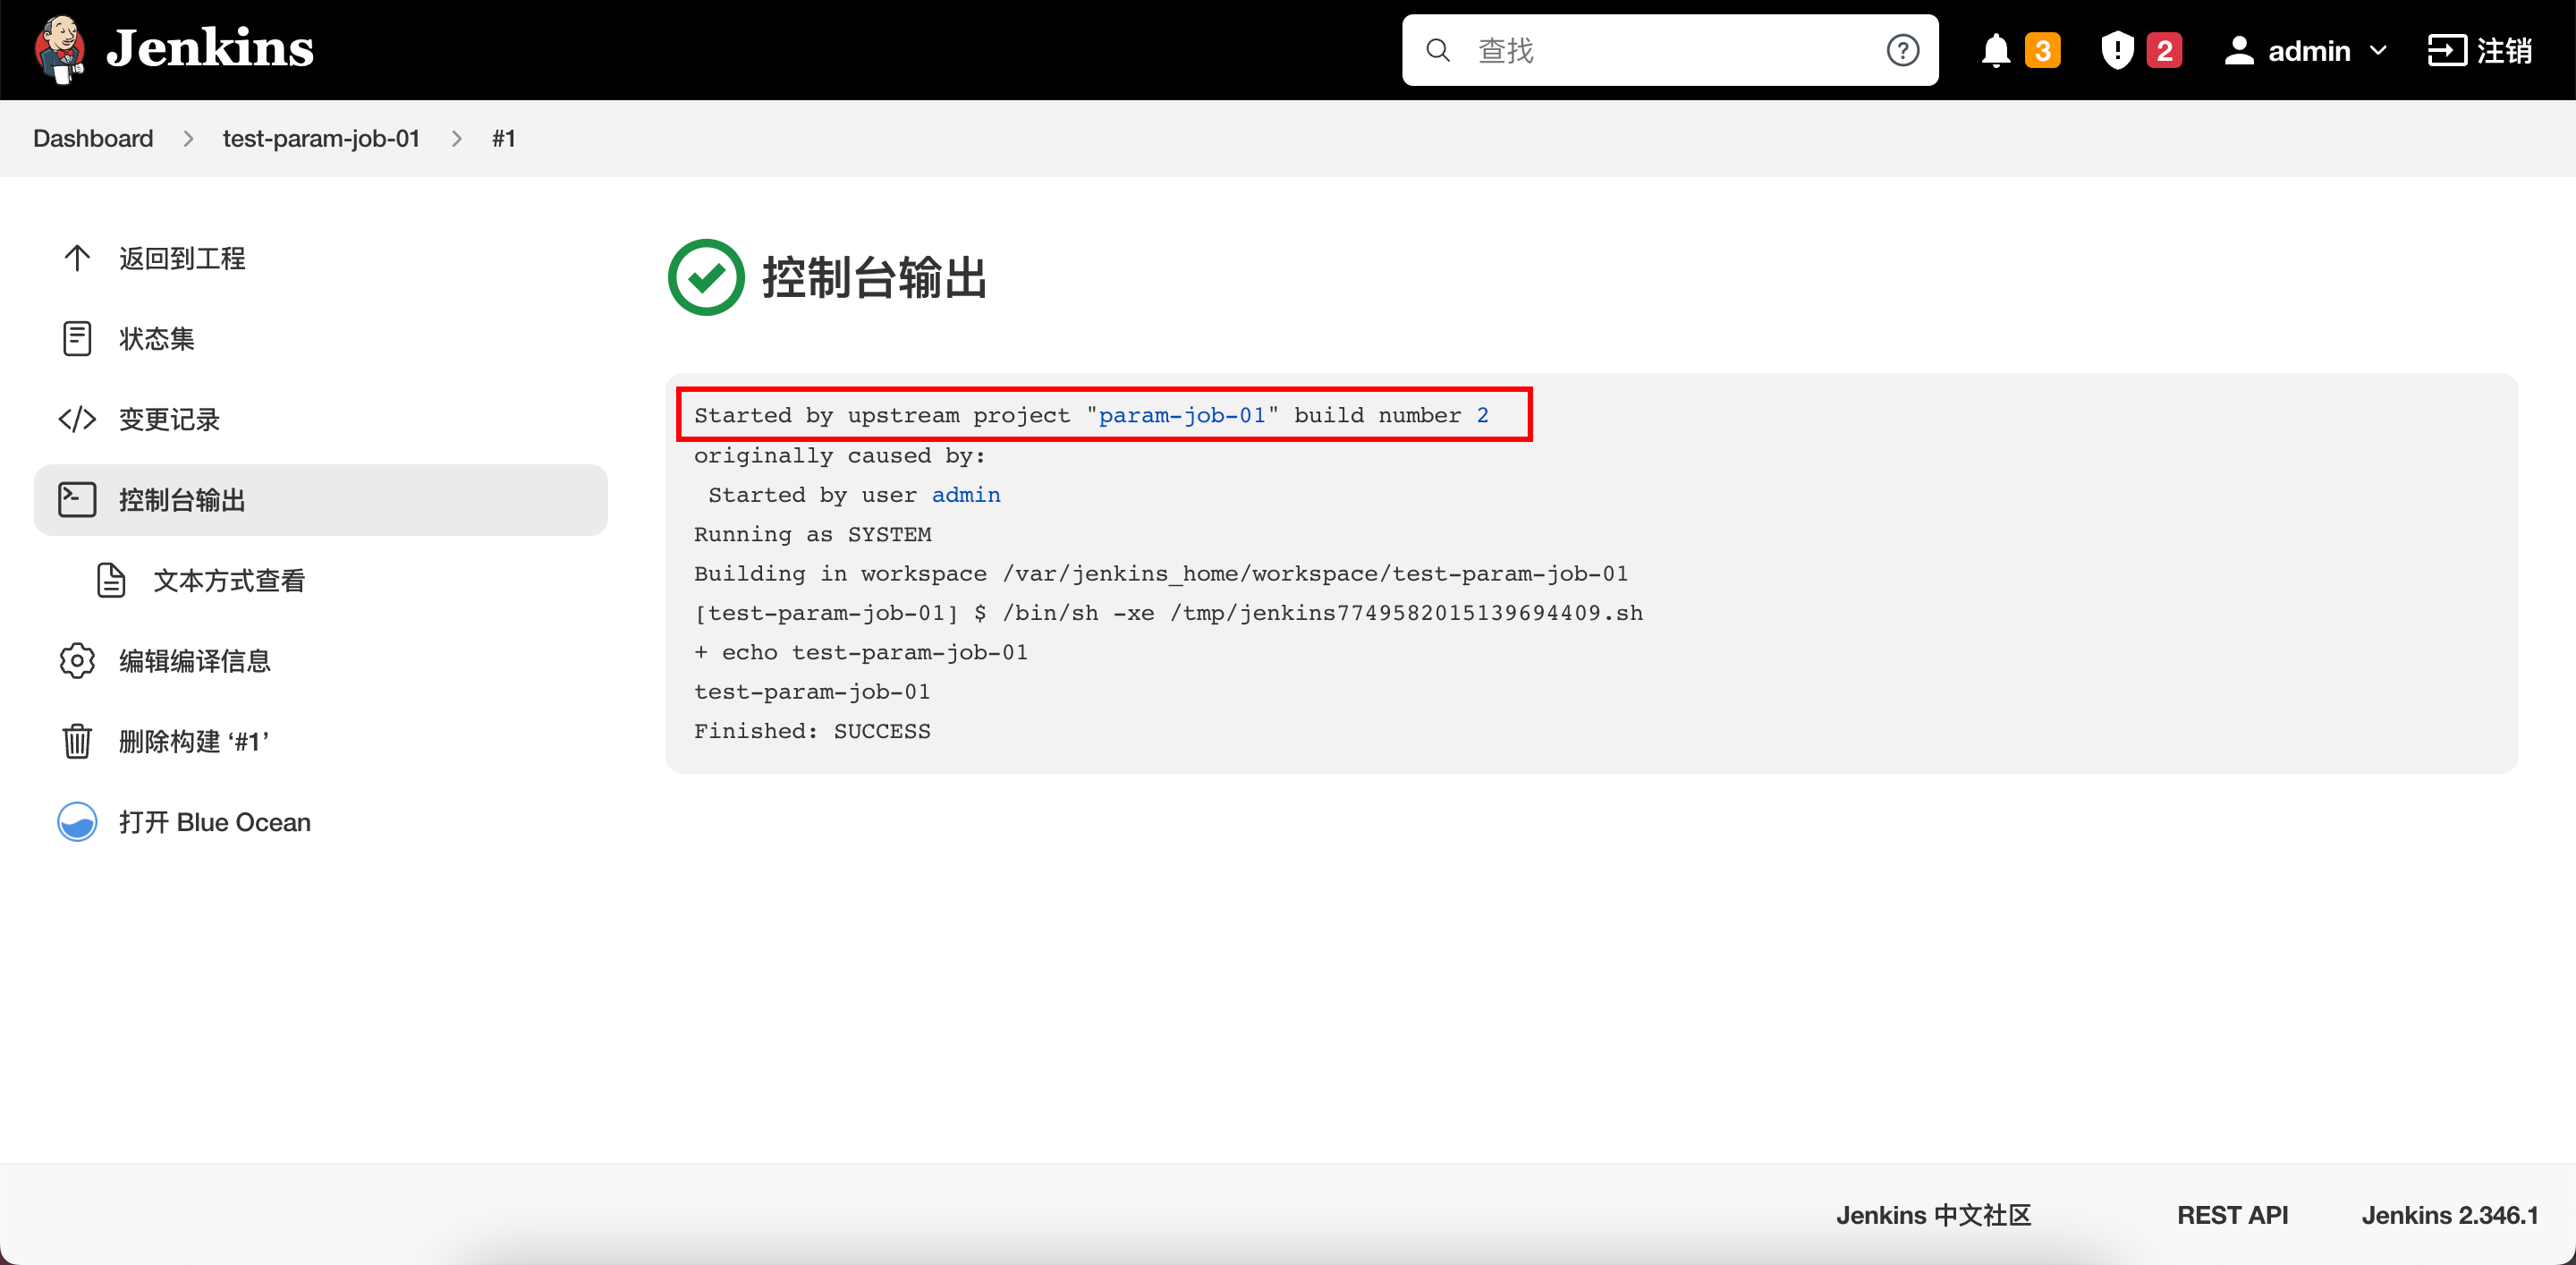 Jenkins
查找
3
2
admin
注销
Dashboard
test-param-job-01
#1
返回到工程
状态集
变更记录
控制台输出
文本方式查看
编辑编译信息
删除构建 ‘#1’
打开 Blue Ocean
控制台输出
Started by upstream project "param-job-01" build number 2
originally caused by:
Started by user admin
Running as SYSTEM
Building in workspace /var/jenkins_home/workspace/test-param-job-01
[test-param-job-01] $ /bin/sh -xe /tmp/jenkins7749582015139694409.sh
+ echo test-param-job-01
test-param-job-01
Finished: SUCCESS
Jenkins 中文社区
REST API
Jenkins 2.346.1